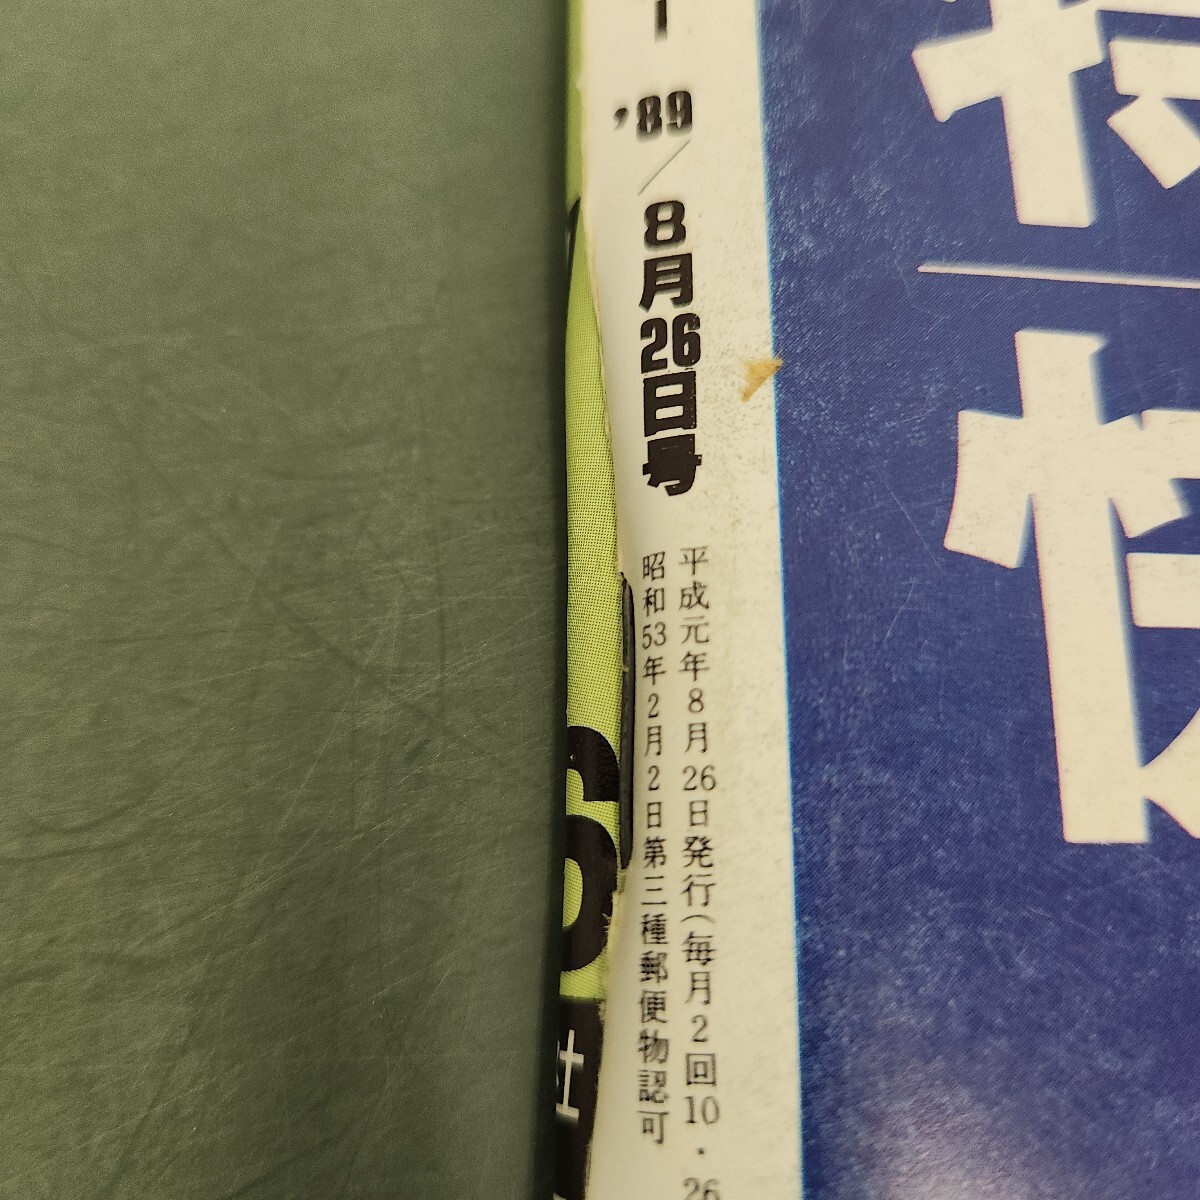 '89/8月26日号
平成元年8月26日発行(毎月2回10・26
昭和53年2月2日第三種郵便物認可
6
社